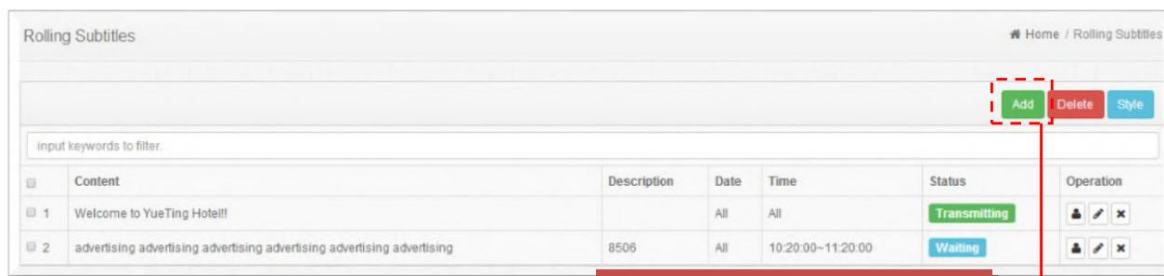 Rolling Subtitles
Home / Rolling Subtitles
Add Delete Style
input keywords to filter.
Content Description Date Time Status Operation
1 Welcome to YueTing Hotel!! All All Transmitting
2 advertising advertising advertising advertising advertising advertising 8506 All 10:20:00~11:20:00 Waiting